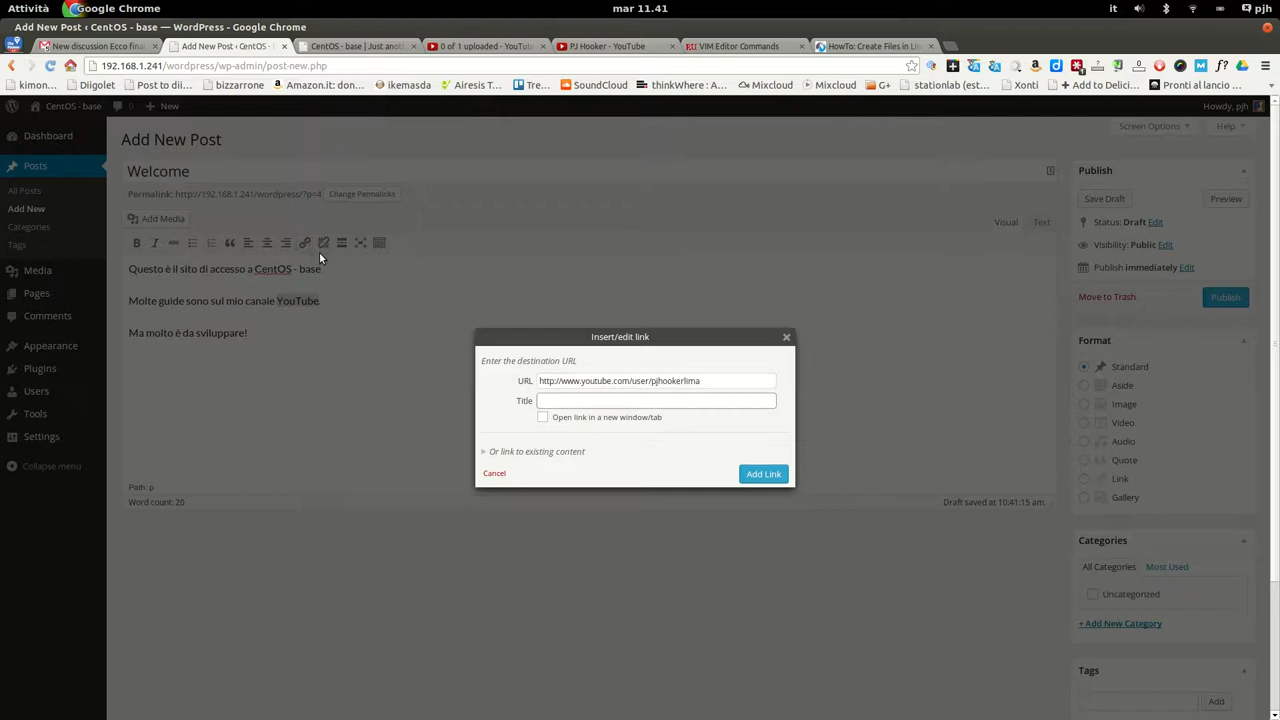 Attività Google Chrome mar 11.41 it pjh
Add New Post ‹ CentOS - base — WordPress - Google Chrome
New discussion Ecco fina Add New Post ‹ CentOS - CentOS - base | Just anot 0 of 1 uploaded - YouTub PJ Hooker - YouTube VIM Editor Commands HowTo: Create Files in Lin
192.168.1.241/wordpress/wp-admin/post-new.php
kimon... Diigolet Post to dii... bizzarrone Amazon.it: don... ikemasda Airesis T... Trello SoundCloud thinkWhere : A... Mixcloud Mixcloud G+ stationlab (co... Xonti Add to Delici... Pronti al lancio ...
CentOS - base 0 New Howdy, pjh
Dashboard
Posts
All Posts
Add New
Categories
Tags
Media
Pages
Comments
Appearance
Plugins
Users
Tools
Settings
Collapse menu
Add New Post
Screen Options Help
Welcome
Permalink: http://192.168.1.241/wordpress/?p=4 Change Permalinks
Add Media Visual Text
B I ABC
Questo è il sito di accesso a CentOS - base
Molte guide sono sul mio canale YouTube.
Ma molto è da sviluppare!
Path: p
Word count: 20 Draft saved at 10:41:15 am.
Insert/edit link
Enter the destination URL
URL http://www.youtube.com/user/pjhookerlima
Title
Open link in a new window/tab
Or link to existing content
Cancel Add Link
Publish
Save Draft Preview
Status: Draft Edit
Visibility: Public Edit
Publish immediately Edit
Move to Trash Publish
Format
Standard
Aside
Image
Video
Audio
Quote
Link
Gallery
Categories
All Categories Most Used
Uncategorized
+ Add New Category
Tags
Add